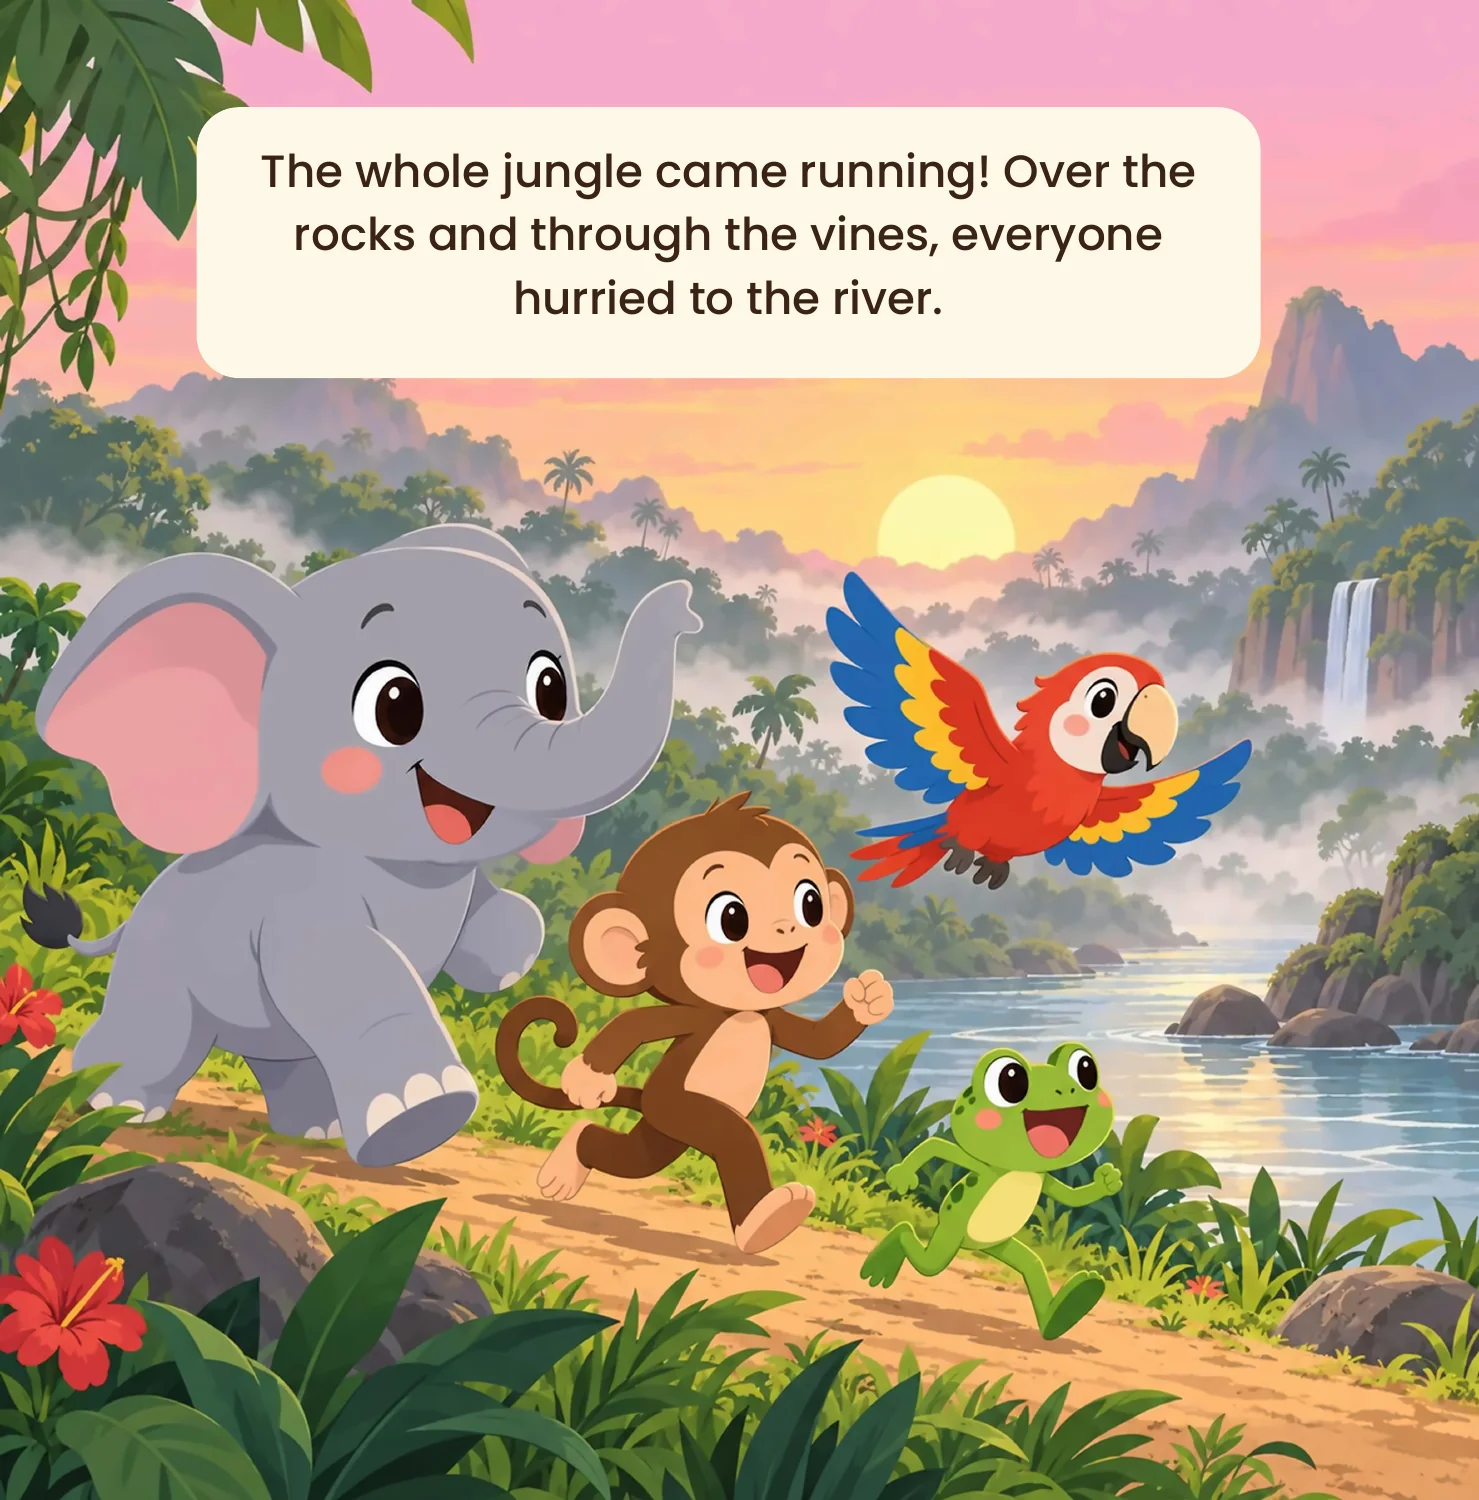 The whole jungle came running! Over the
rocks and through the vines, everyone
hurried to the river.